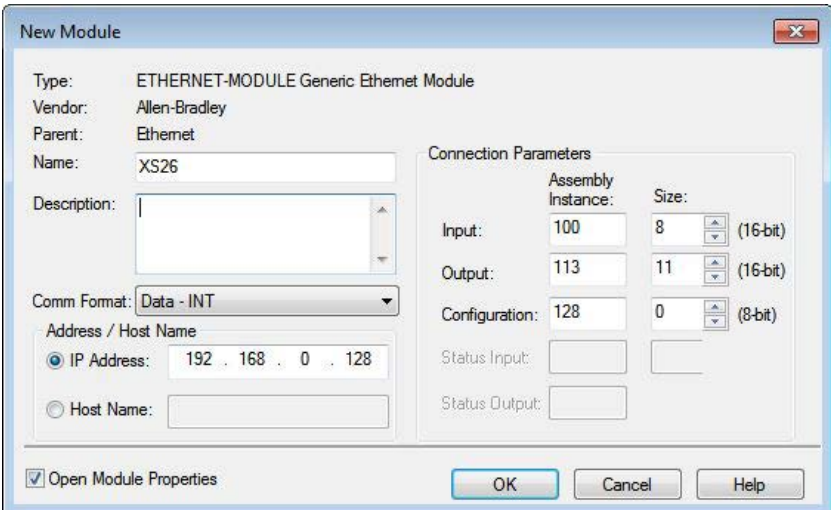 New Module
Type: ETHERNET-MODULE Generic Ethernet Module
Vendor: Allen-Bradley
Parent: Ethernet
Name: XS26
Description:
Comm Format: Data - INT
Address / Host Name
IP Address: 192 . 168 . 0 . 128
Host Name:
Connection Parameters
Assembly
Instance: Size:
Input: 100 8 (16-bit)
Output: 113 11 (16-bit)
Configuration: 128 0 (8-bit)
Status Input:
Status Output:
Open Module Properties
OK Cancel Help